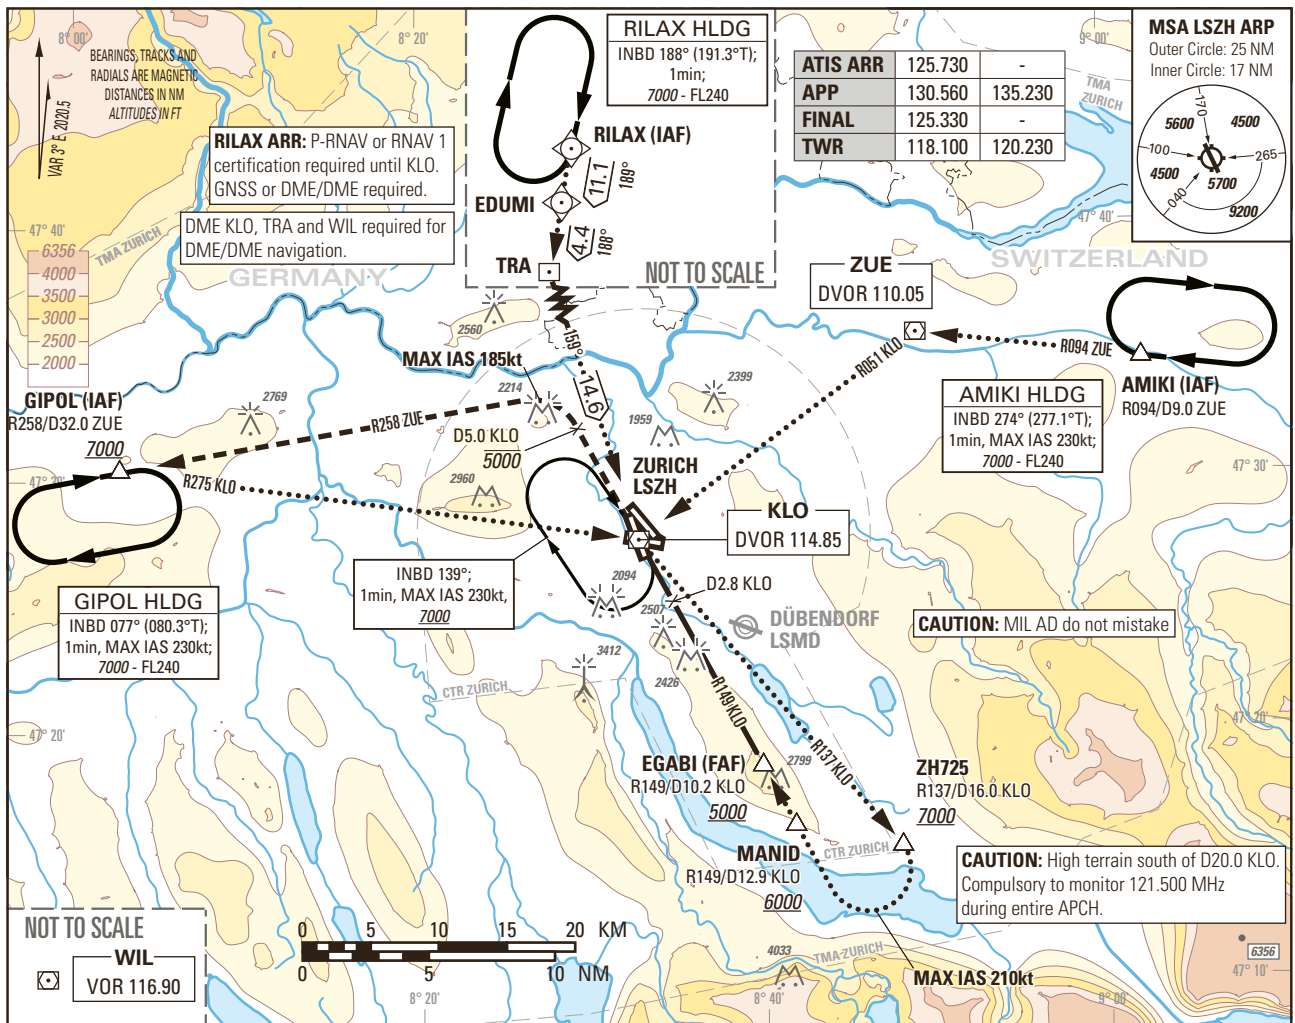 8° 00'
8° 20'
9° 00'
BEARINGS, TRACKS AND
RADIALS ARE MAGNETIC
DISTANCES IN NM
ALTITUDES IN FT
VAR 3° E 2020.5
RILAX HLDG
INBD 188° (191.3°T);
1min;
7000 - FL240
ATIS ARR 125.730 -
APP 130.560 135.230
FINAL 125.330 -
TWR 118.100 120.230
MSA LSZH ARP
Outer Circle: 25 NM
Inner Circle: 17 NM
170
5600
4500
100
265
4500
5700
040
9200
TMA
ZURICH
RILAX ARR: P-RNAV or RNAV 1
certification required until KLO.
GNSS or DME/DME required.
RILAX (IAF)
11.1
189°
EDUMI
4.4
188°
TRA
NOT TO SCALE
DME KLO, TRA and WIL required for
DME/DME navigation.
47° 40'
47° 40'
TMA ZURICH
GERMANY
SWITZERLAND
6356
4000
3500
3000
2500
2000
ZUE
DVOR 110.05
2560
159°
14.6
MAX IAS 185kt
R051 KLO
R094 ZUE
AMIKI (IAF)
R094/D9.0 ZUE
AMIKI HLDG
INBD 274° (277.1°T);
1min, MAX IAS 230kt;
7000 - FL240
GIPOL (IAF)
R258/D32.0 ZUE
7000
2769
2214
2399
1959
R258 ZUE
D5.0 KLO
5000
ZURICH
LSZH
47° 30'
47° 30'
R275 KLO
2960
KLO
DVOR 114.85
INBD 139°;
1min, MAX IAS 230kt,
7000
2094
2507
D2.8 KLO
DÜBENDORF
LSMD
CAUTION: MIL AD do not mistake
GIPOL HLDG
INBD 077° (080.3°T);
1min, MAX IAS 230kt;
7000 - FL240
3412
2426
CTR ZURICH
R149 KLO
R137 KLO
47° 20'
47° 20'
EGABI (FAF)
R149/D10.2 KLO
5000
2799
ZH725
R137/D16.0 KLO
7000
MANID
R149/D12.9 KLO
6000
CTR ZURICH
CAUTION: High terrain south of D20.0 KLO.
Compulsory to monitor 121.500 MHz
during entire APCH.
NOT TO SCALE
WIL
VOR 116.90
0 5 10 15 20 KM
0 5 10 NM
4033
TMA ZURICH
MAX IAS 210kt
6356
47° 10'
8° 20'
8° 40'
9° 00'